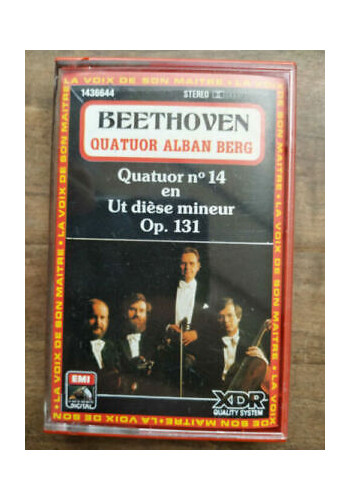 LA VOIX DE SON MAITRE • LA VOIX DE SON MAITRE • LA VOIX DE SON MAITRE
1436644 STEREO
BEETHOVEN
QUATUOR ALBAN BERG
Quatuor nº 14
en
Ut dièse mineur
Op. 131
EMI
DIGITAL
XDR
QUALITY SYSTEM